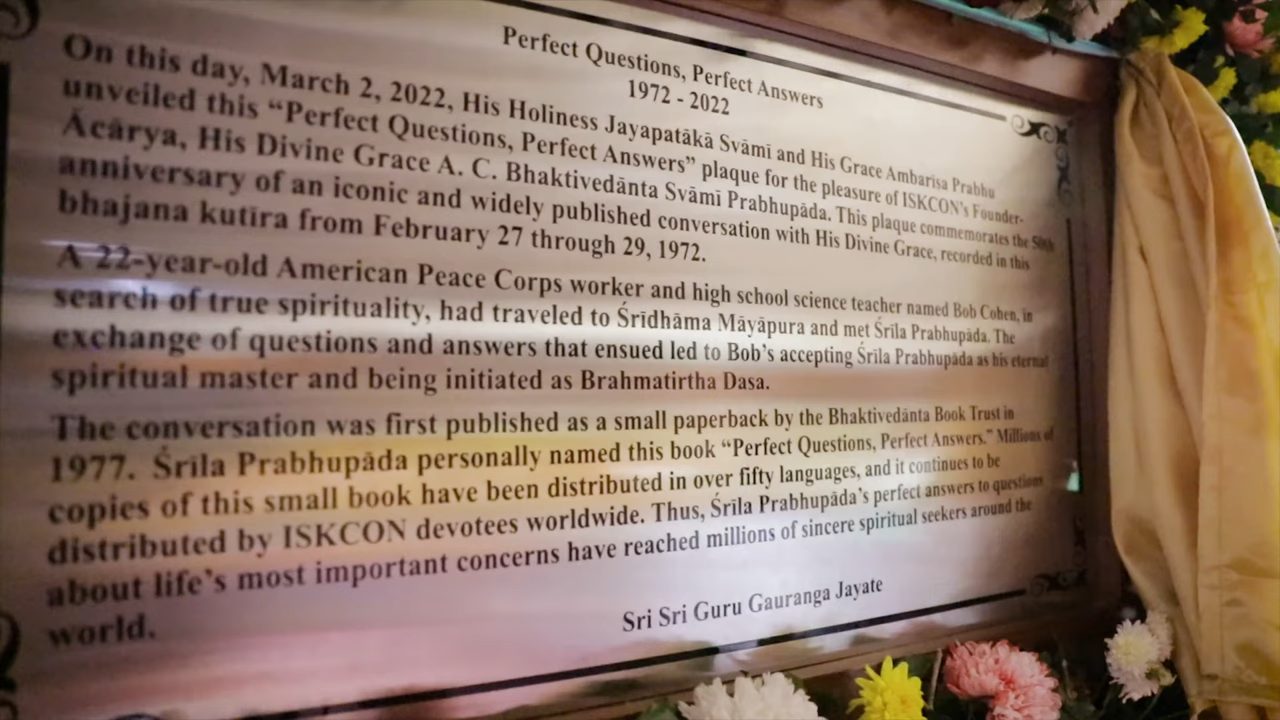 Perfect Questions, Perfect Answers
1972 - 2022
On this day, March 2, 2022, His Holiness Jayapatākā Svāmī and His Grace Ambarisa Prabhu
unveiled this “Perfect Questions, Perfect Answers” plaque for the pleasure of ISKCON’s Founder-
Ācārya, His Divine Grace A. C. Bhaktivedānta Svāmī Prabhupāda. This plaque commemorates the 50th
anniversary of an iconic and widely published conversation with His Divine Grace, recorded in this
bhajana kutīra from February 27 through 29, 1972.
A 22-year-old American Peace Corps worker and high school science teacher named Bob Cohen, in
search of true spirituality, had traveled to Śrīdhāma Māyāpura and met Śrīla Prabhupāda. The
exchange of questions and answers that ensued led to Bob’s accepting Śrīla Prabhupāda as his eternal
spiritual master and being initiated as Brahmatirtha Dasa.
The conversation was first published as a small paperback by the Bhaktivedānta Book Trust in
1977. Śrīla Prabhupāda personally named this book “Perfect Questions, Perfect Answers.” Millions of
copies of this small book have been distributed in over fifty languages, and it continues to be
distributed by ISKCON devotees worldwide. Thus, Śrīla Prabhupāda’s perfect answers to questions
about life’s most important concerns have reached millions of sincere spiritual seekers around the
world.
Sri Sri Guru Gauranga Jayate